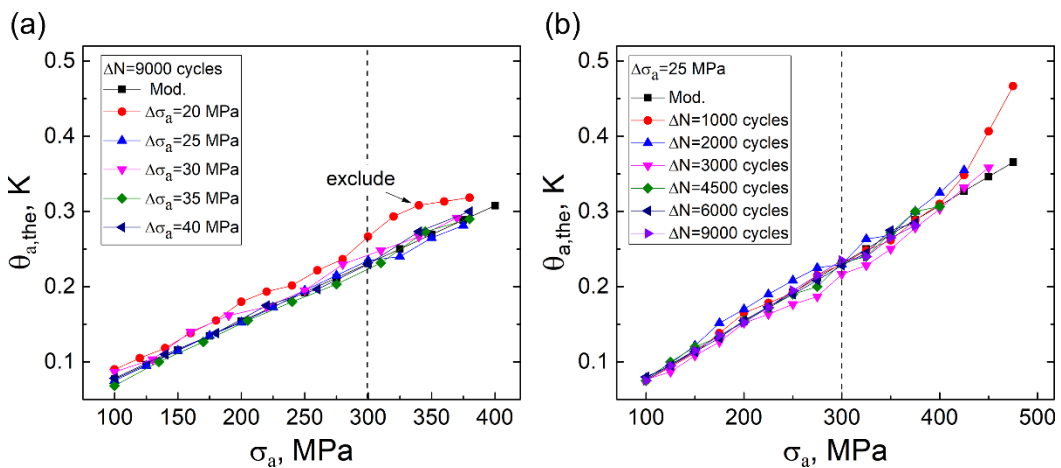 (a)
θa,the, K
0.5
0.4
0.3
0.2
0.1
ΔN=9000 cycles
Mod.
Δσa=20 MPa
Δσa=25 MPa
Δσa=30 MPa
Δσa=35 MPa
Δσa=40 MPa
exclude
100 150 200 250 300 350 400
σa, MPa
(b)
θa,the, K
0.5
0.4
0.3
0.2
0.1
Δσa=25 MPa
Mod.
ΔN=1000 cycles
ΔN=2000 cycles
ΔN=3000 cycles
ΔN=4500 cycles
ΔN=6000 cycles
ΔN=9000 cycles
100 200 300 400 500
σa, MPa